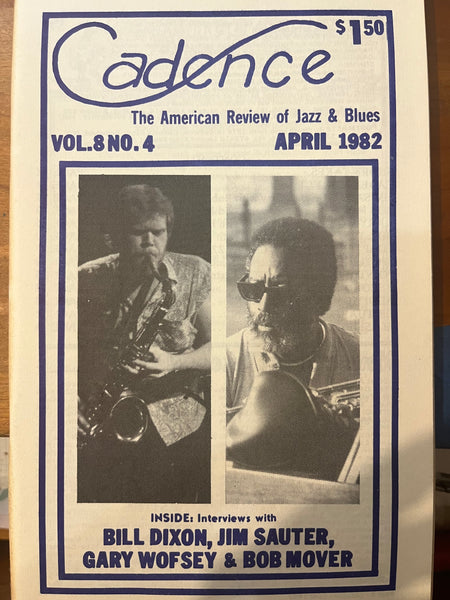 $1.50
Cadence
The American Review of Jazz & Blues
VOL.8 NO.4 APRIL 1982
INSIDE: Interviews with
BILL DIXON, JIM SAUTER,
GARY WOFSEY & BOB MOVER